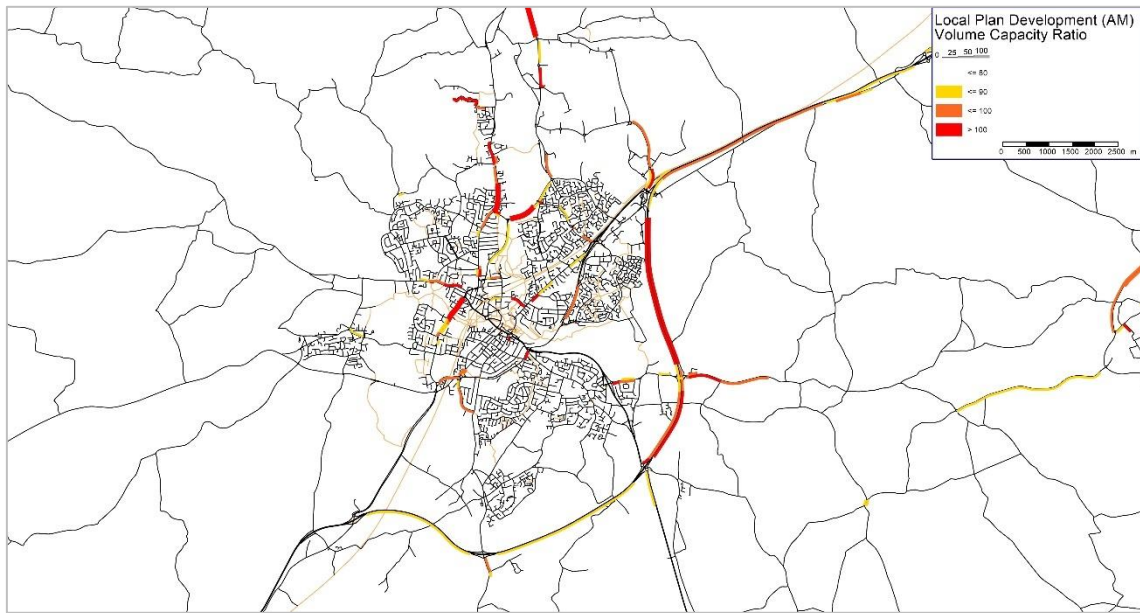 Local Plan Development (AM)
Volume Capacity Ratio
0 25 50 100
<= 80
<= 90
<= 100
> 100
0 500 1000 1500 2000 2500 m